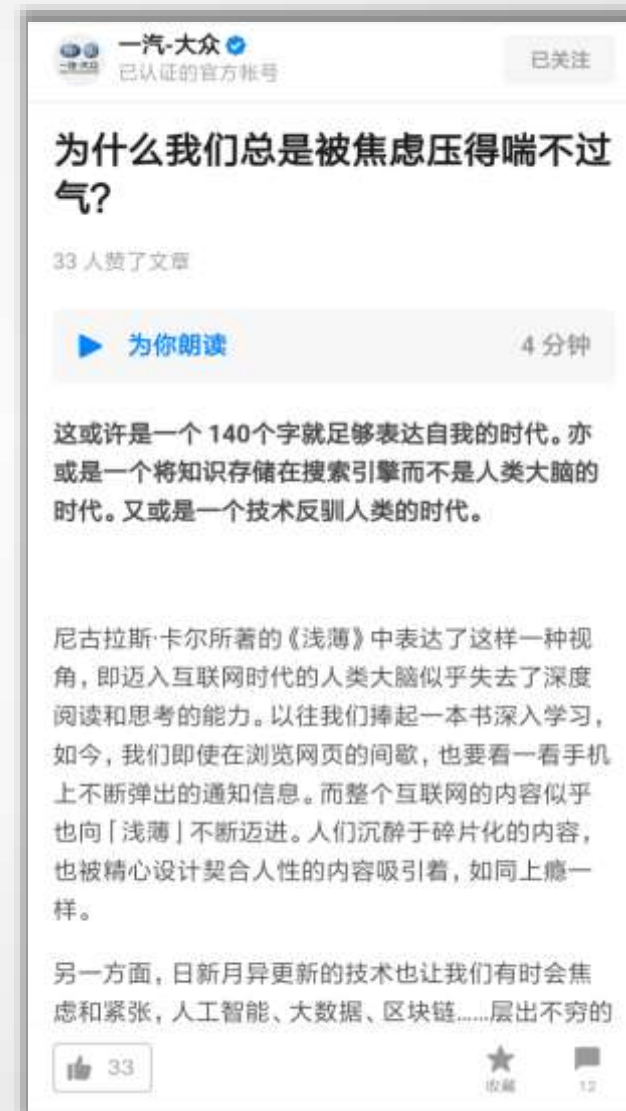 一汽-大众
已认证的官方帐号
已关注
为什么我们总是被焦虑压得喘不过
气?
33 人赞了文章
为你朗读
4 分钟
这或许是一个 140个字就足够表达自我的时代。亦
或是一个将知识存储在搜索引擎而不是人类大脑的
时代。又或是一个技术反驯人类的时代。
尼古拉斯·卡尔所著的《浅薄》中表达了这样一种视
角，即迈入互联网时代的人类大脑似乎失去了深度
阅读和思考的能力。以往我们捧起一本书深入学习，
如今，我们即使在浏览网页的间歇，也要看一看手机
上不断弹出的通知信息。而整个互联网的内容似乎
也向「浅薄」不断迈进。人们沉醉于碎片化的内容，
也被精心设计契合人性的内容吸引着，如同上瘾一
样。
另一方面，日新月异更新的技术也让我们有时会焦
虑和紧张，人工智能、大数据、区块链……层出不穷的
33
收藏
12